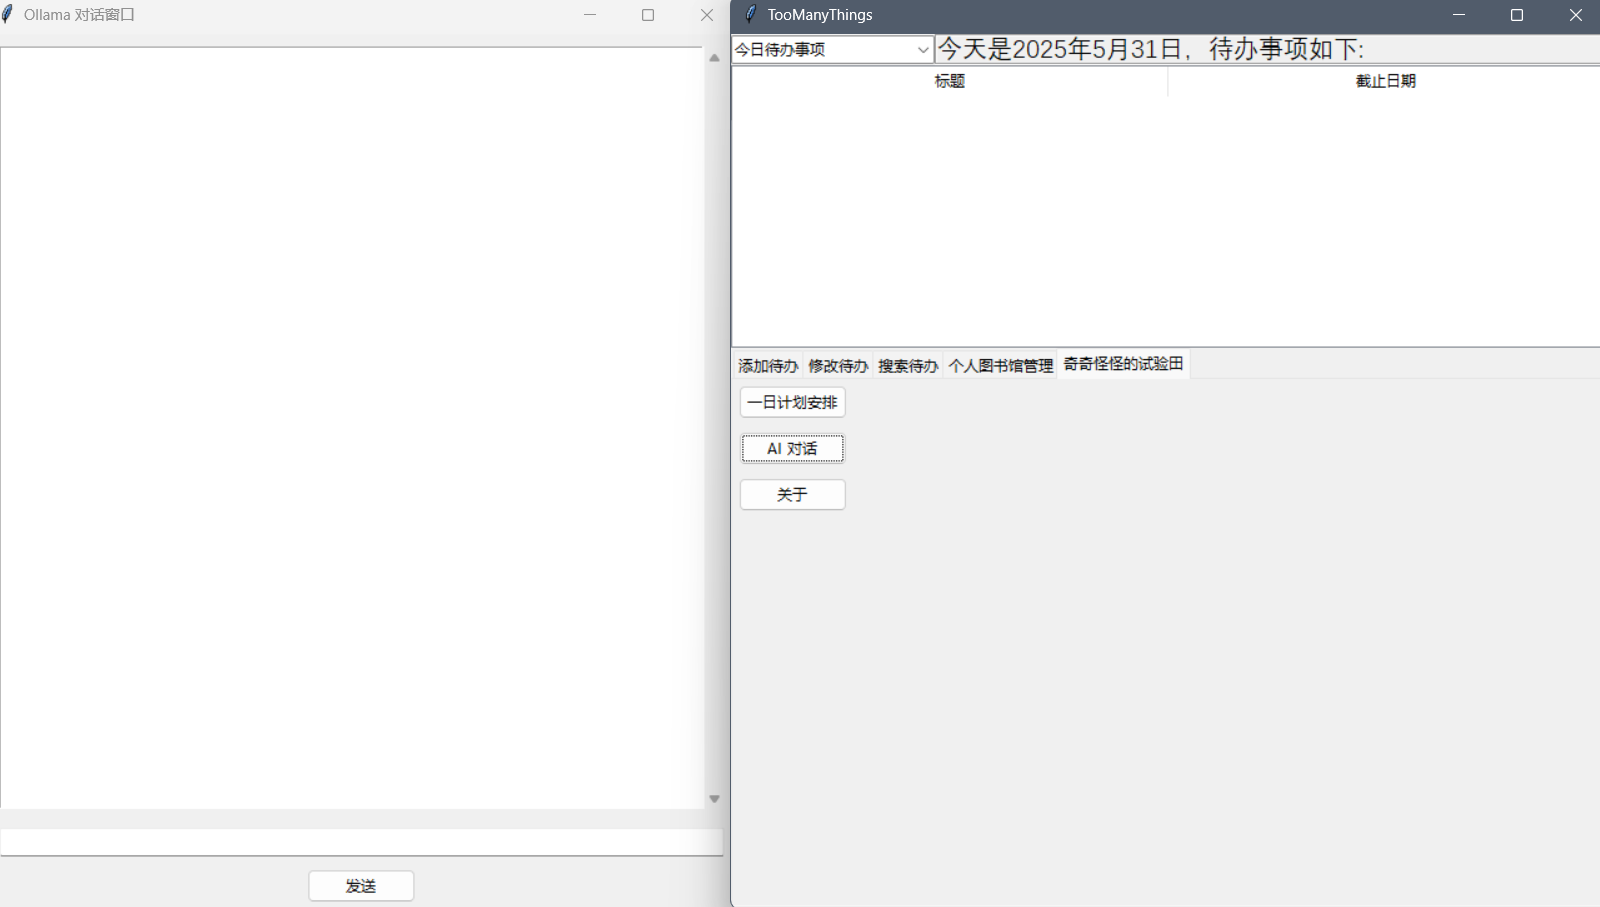 Ollama 对话窗口
发送
TooManyThings
今日待办事项
今天是2025年5月31日，待办事项如下:
标题 截止日期
添加待办 修改待办 搜索待办 个人图书馆管理 奇奇怪怪的试验田
一日计划安排
AI 对话
关于